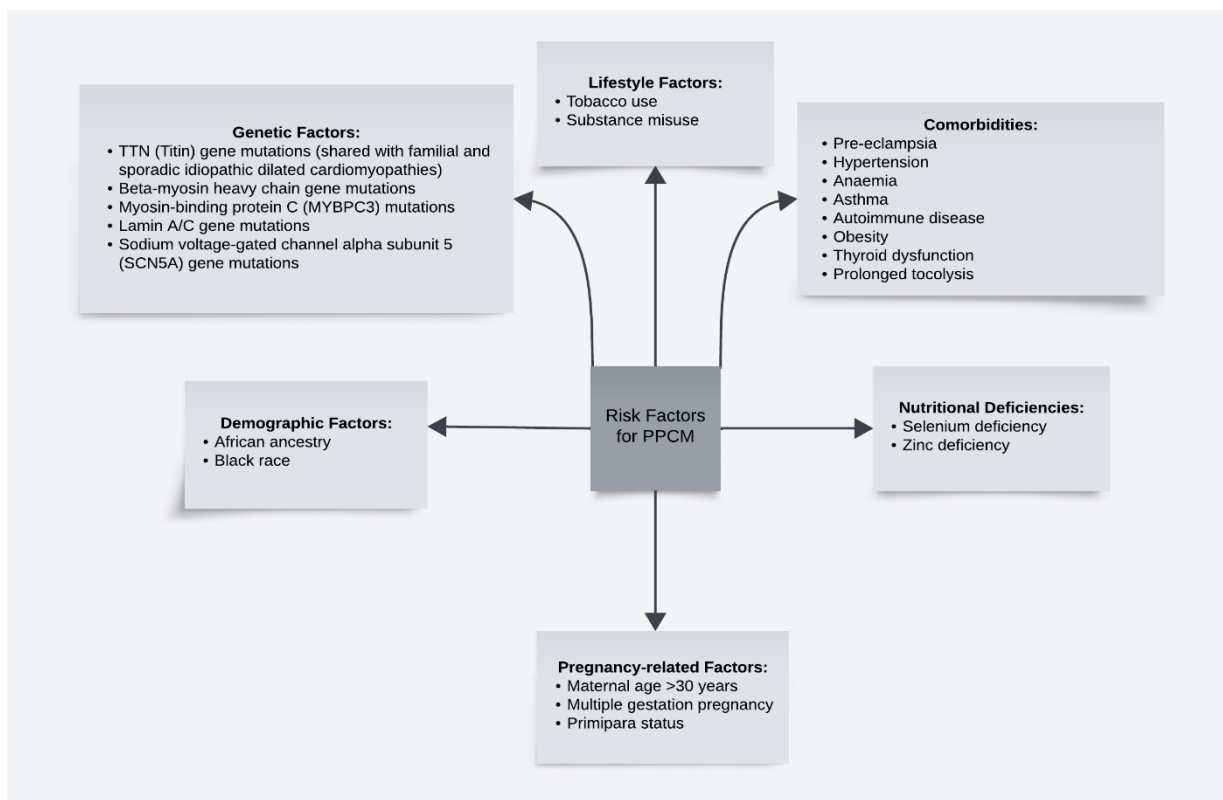 Lifestyle Factors:
• Tobacco use
• Substance misuse
Genetic Factors:
• TTN (Titin) gene mutations (shared with familial and
sporadic idiopathic dilated cardiomyopathies)
• Beta-myosin heavy chain gene mutations
• Myosin-binding protein C (MYBPC3) mutations
• Lamin A/C gene mutations
• Sodium voltage-gated channel alpha subunit 5
(SCN5A) gene mutations
Comorbidities:
• Pre-eclampsia
• Hypertension
• Anaemia
• Asthma
• Autoimmune disease
• Obesity
• Thyroid dysfunction
• Prolonged tocolysis
Demographic Factors:
• African ancestry
• Black race
Risk Factors
for PPCM
Nutritional Deficiencies:
• Selenium deficiency
• Zinc deficiency
Pregnancy-related Factors:
• Maternal age >30 years
• Multiple gestation pregnancy
• Primipara status